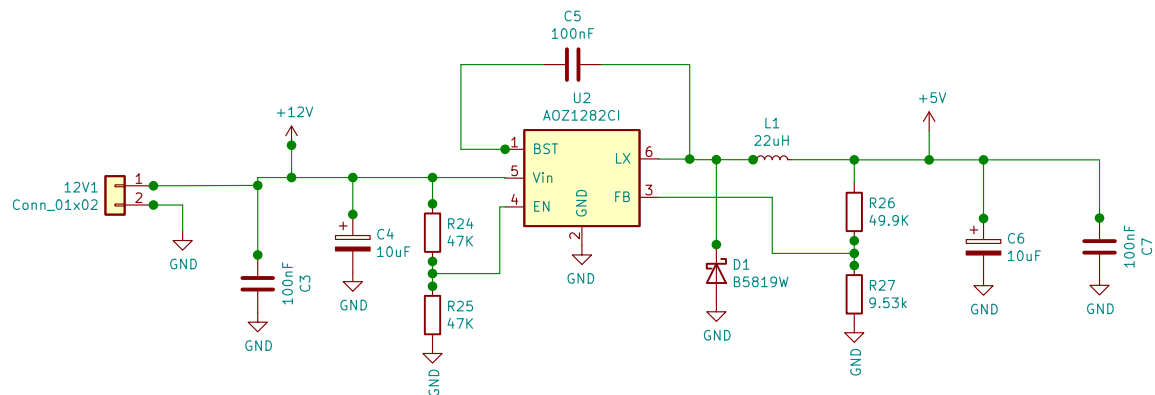 C5
100nF
U2
AOZ1282CI
+12V
+5V
L1
22uH
1
BST
LX
6
5
Vin
4
EN
FB
3
GND
2
GND
12V1
Conn_01x02
1
2
GND
100nF
C3
GND
C4
10uF
GND
R24
47K
R25
47K
GND
D1
B5819W
GND
R26
49.9K
R27
9.53k
GND
C6
10uF
GND
100nF
C7
GND